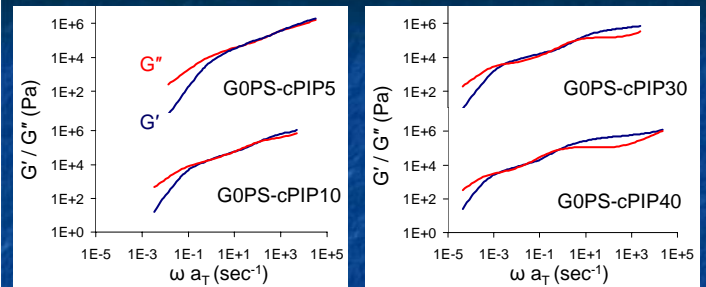 1E+6
1E+4
1E+2
G″
G′
G0PS-cPIP5
1E+6
1E+4
1E+2
1E+0
G0PS-cPIP10
1E-5 1E-3 1E-1 1E+1 1E+3 1E+5
ω aT (sec-1)
G′ / G″ (Pa)
1E+6
1E+4
1E+2
G0PS-cPIP30
1E+6
1E+4
1E+2
1E+0
G0PS-cPIP40
1E-5 1E-3 1E-1 1E+1 1E+3 1E+5
ω aT (sec-1)
G′ / G″ (Pa)